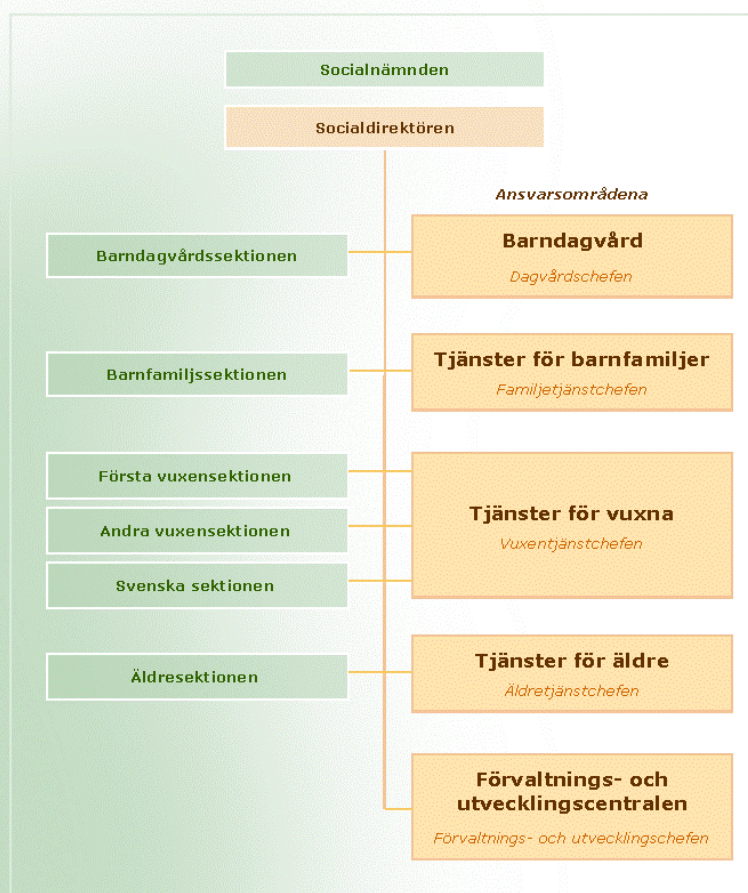 Socialnämnden
Socialdirektören
Ansvarsområdena
Barndagvårdssektionen
Barndagvård
Dagvårdschefen
Barnfamiljssektionen
Tjänster för barnfamiljer
Familjetjänstchefen
Första vuxensektionen
Andra vuxensektionen
Svenska sektionen
Tjänster för vuxna
Vuxentjänstchefen
Äldresektionen
Tjänster för äldre
Äldretjänstchefen
Förvaltnings- och
utvecklingscentralen
Förvaltnings- och utvecklingschefen